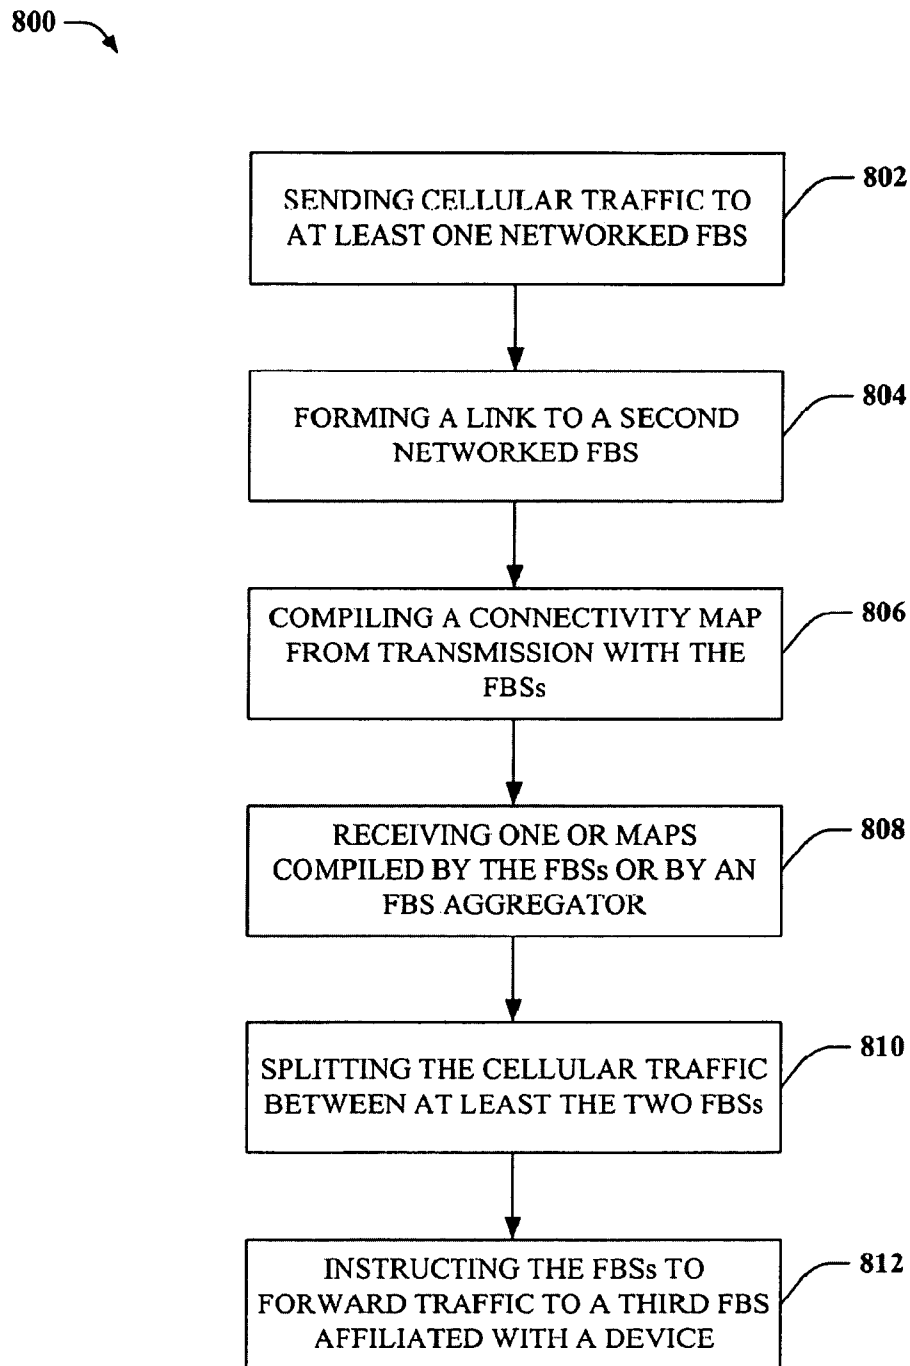 800
SENDING CELLULAR TRAFFIC TO
AT LEAST ONE NETWORKED FBS
802
FORMING A LINK TO A SECOND
NETWORKED FBS
804
COMPILING A CONNECTIVITY MAP
FROM TRANSMISSION WITH THE
FBSs
806
RECEIVING ONE OR MAPS
COMPILED BY THE FBSs OR BY AN
FBS AGGREGATOR
808
SPLITTING THE CELLULAR TRAFFIC
BETWEEN AT LEAST THE TWO FBSs
810
INSTRUCTING THE FBSs TO
FORWARD TRAFFIC TO A THIRD FBS
AFFILIATED WITH A DEVICE
812